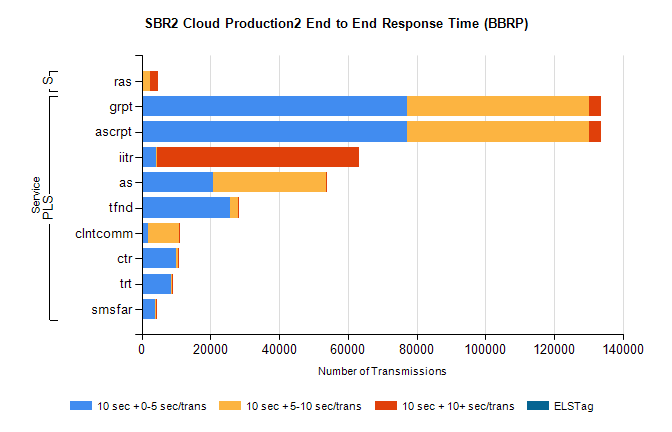 SBR2 Cloud Production2 End to End Response Time (BBRP)
S
ras
grpt
ascrpt
iitr
as
Service
PLS
tfnd
clntcomm
ctr
trt
smsfar
0 20000 40000 60000 80000 100000 120000 140000
Number of Transmissions
10 sec +0-5 sec/trans 10 sec +5-10 sec/trans 10 sec + 10+ sec/trans ELSTag